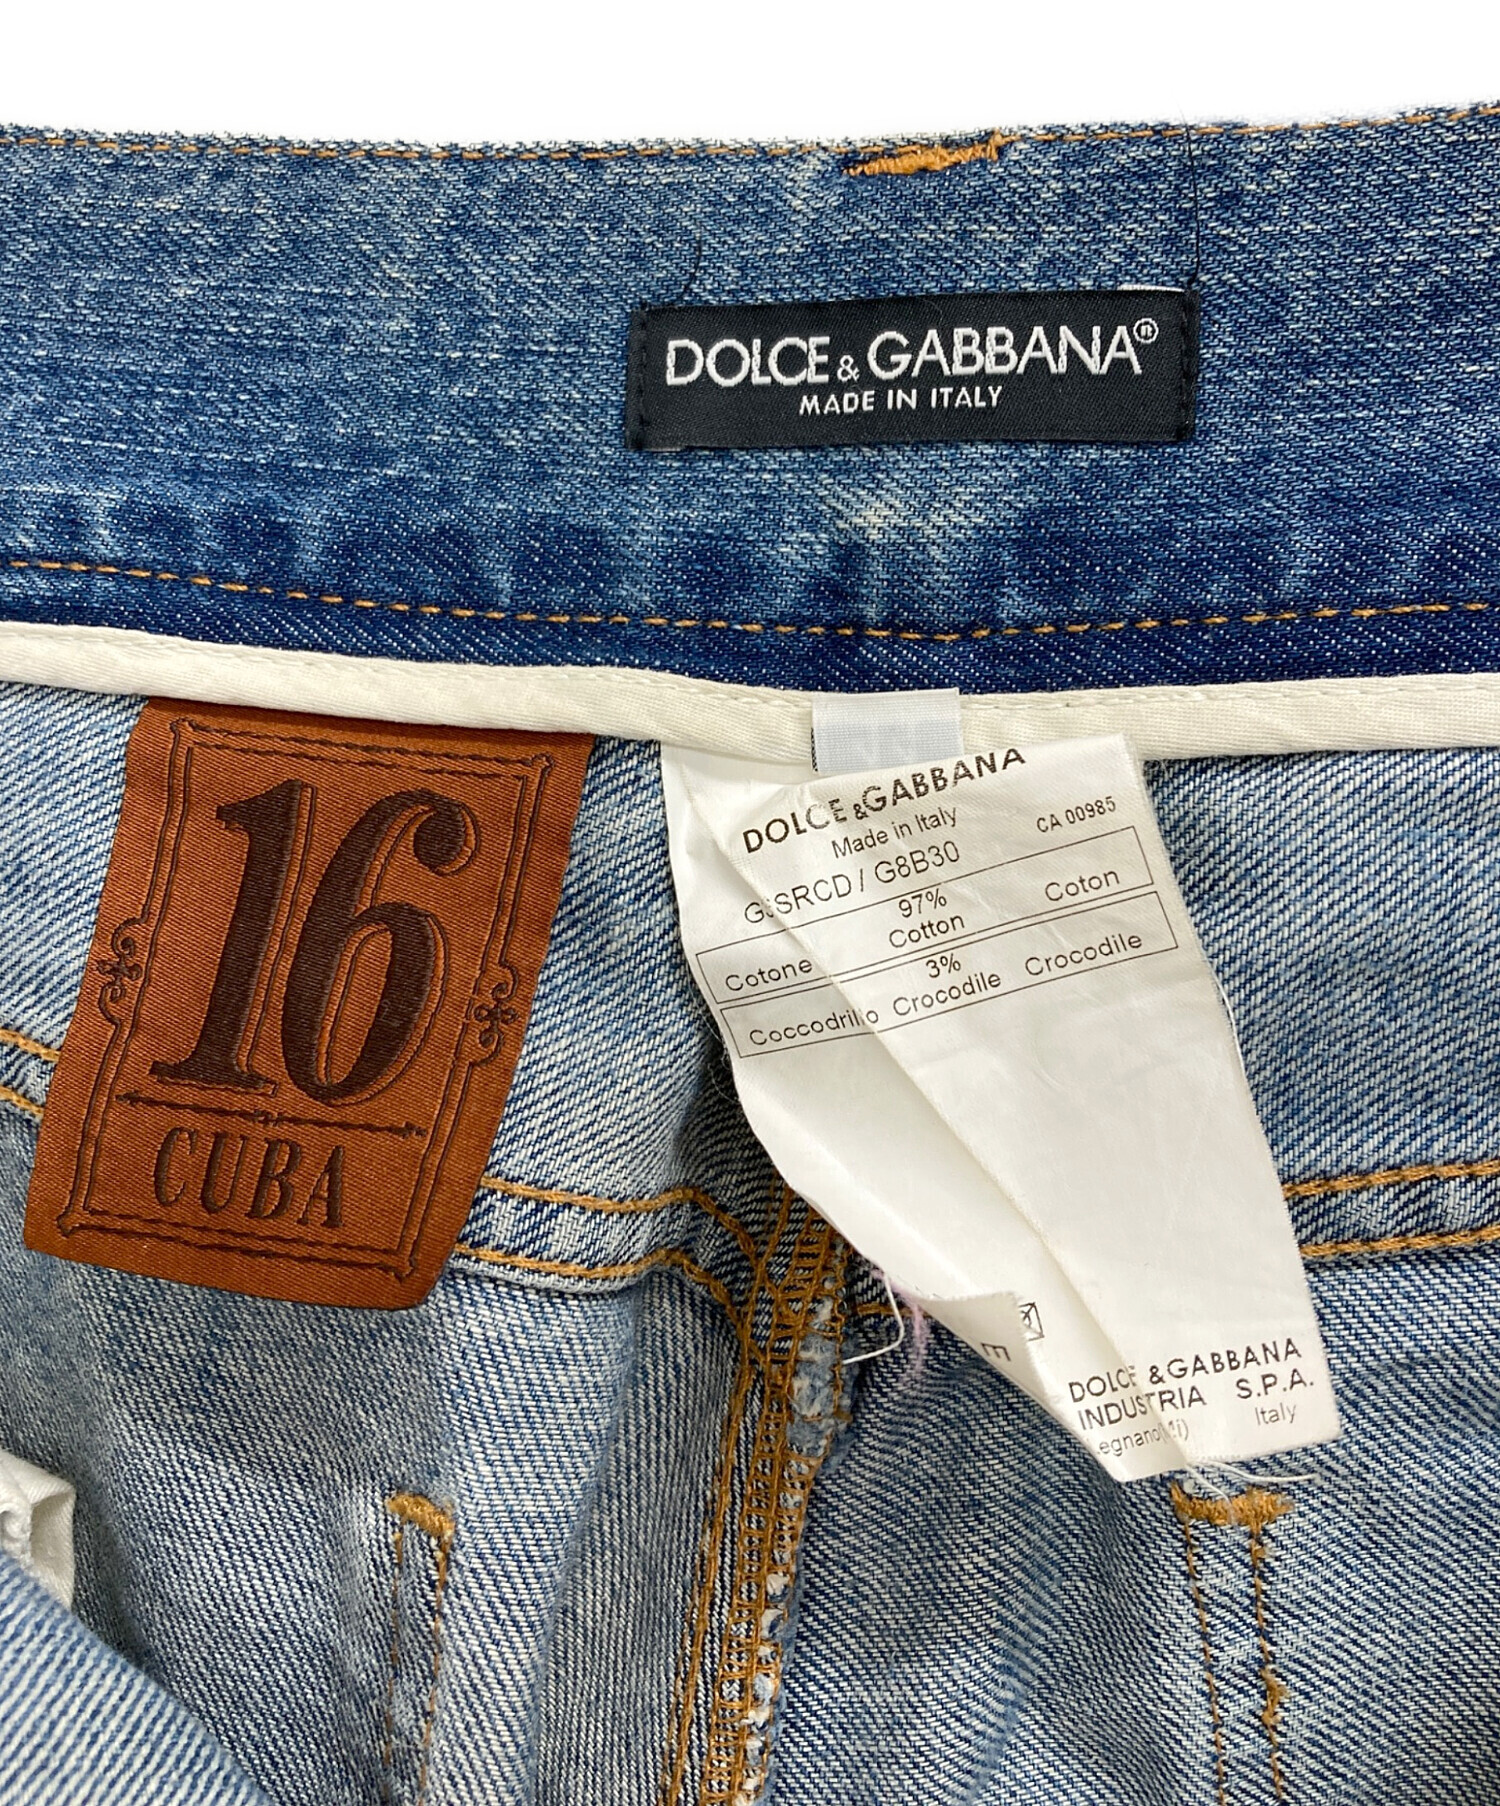 DOLCE & GABBANA®
MADE IN ITALY
16
CUBA
DOLCE & GABBANA
Made in Italy
CA 00985
/ G8B30
97%
Cotone Cotton Coton
3%
Coccodrillo Crocodile Crocodile
DOLCE & GABBANA
INDUSTRIA S.P.A.
Italy